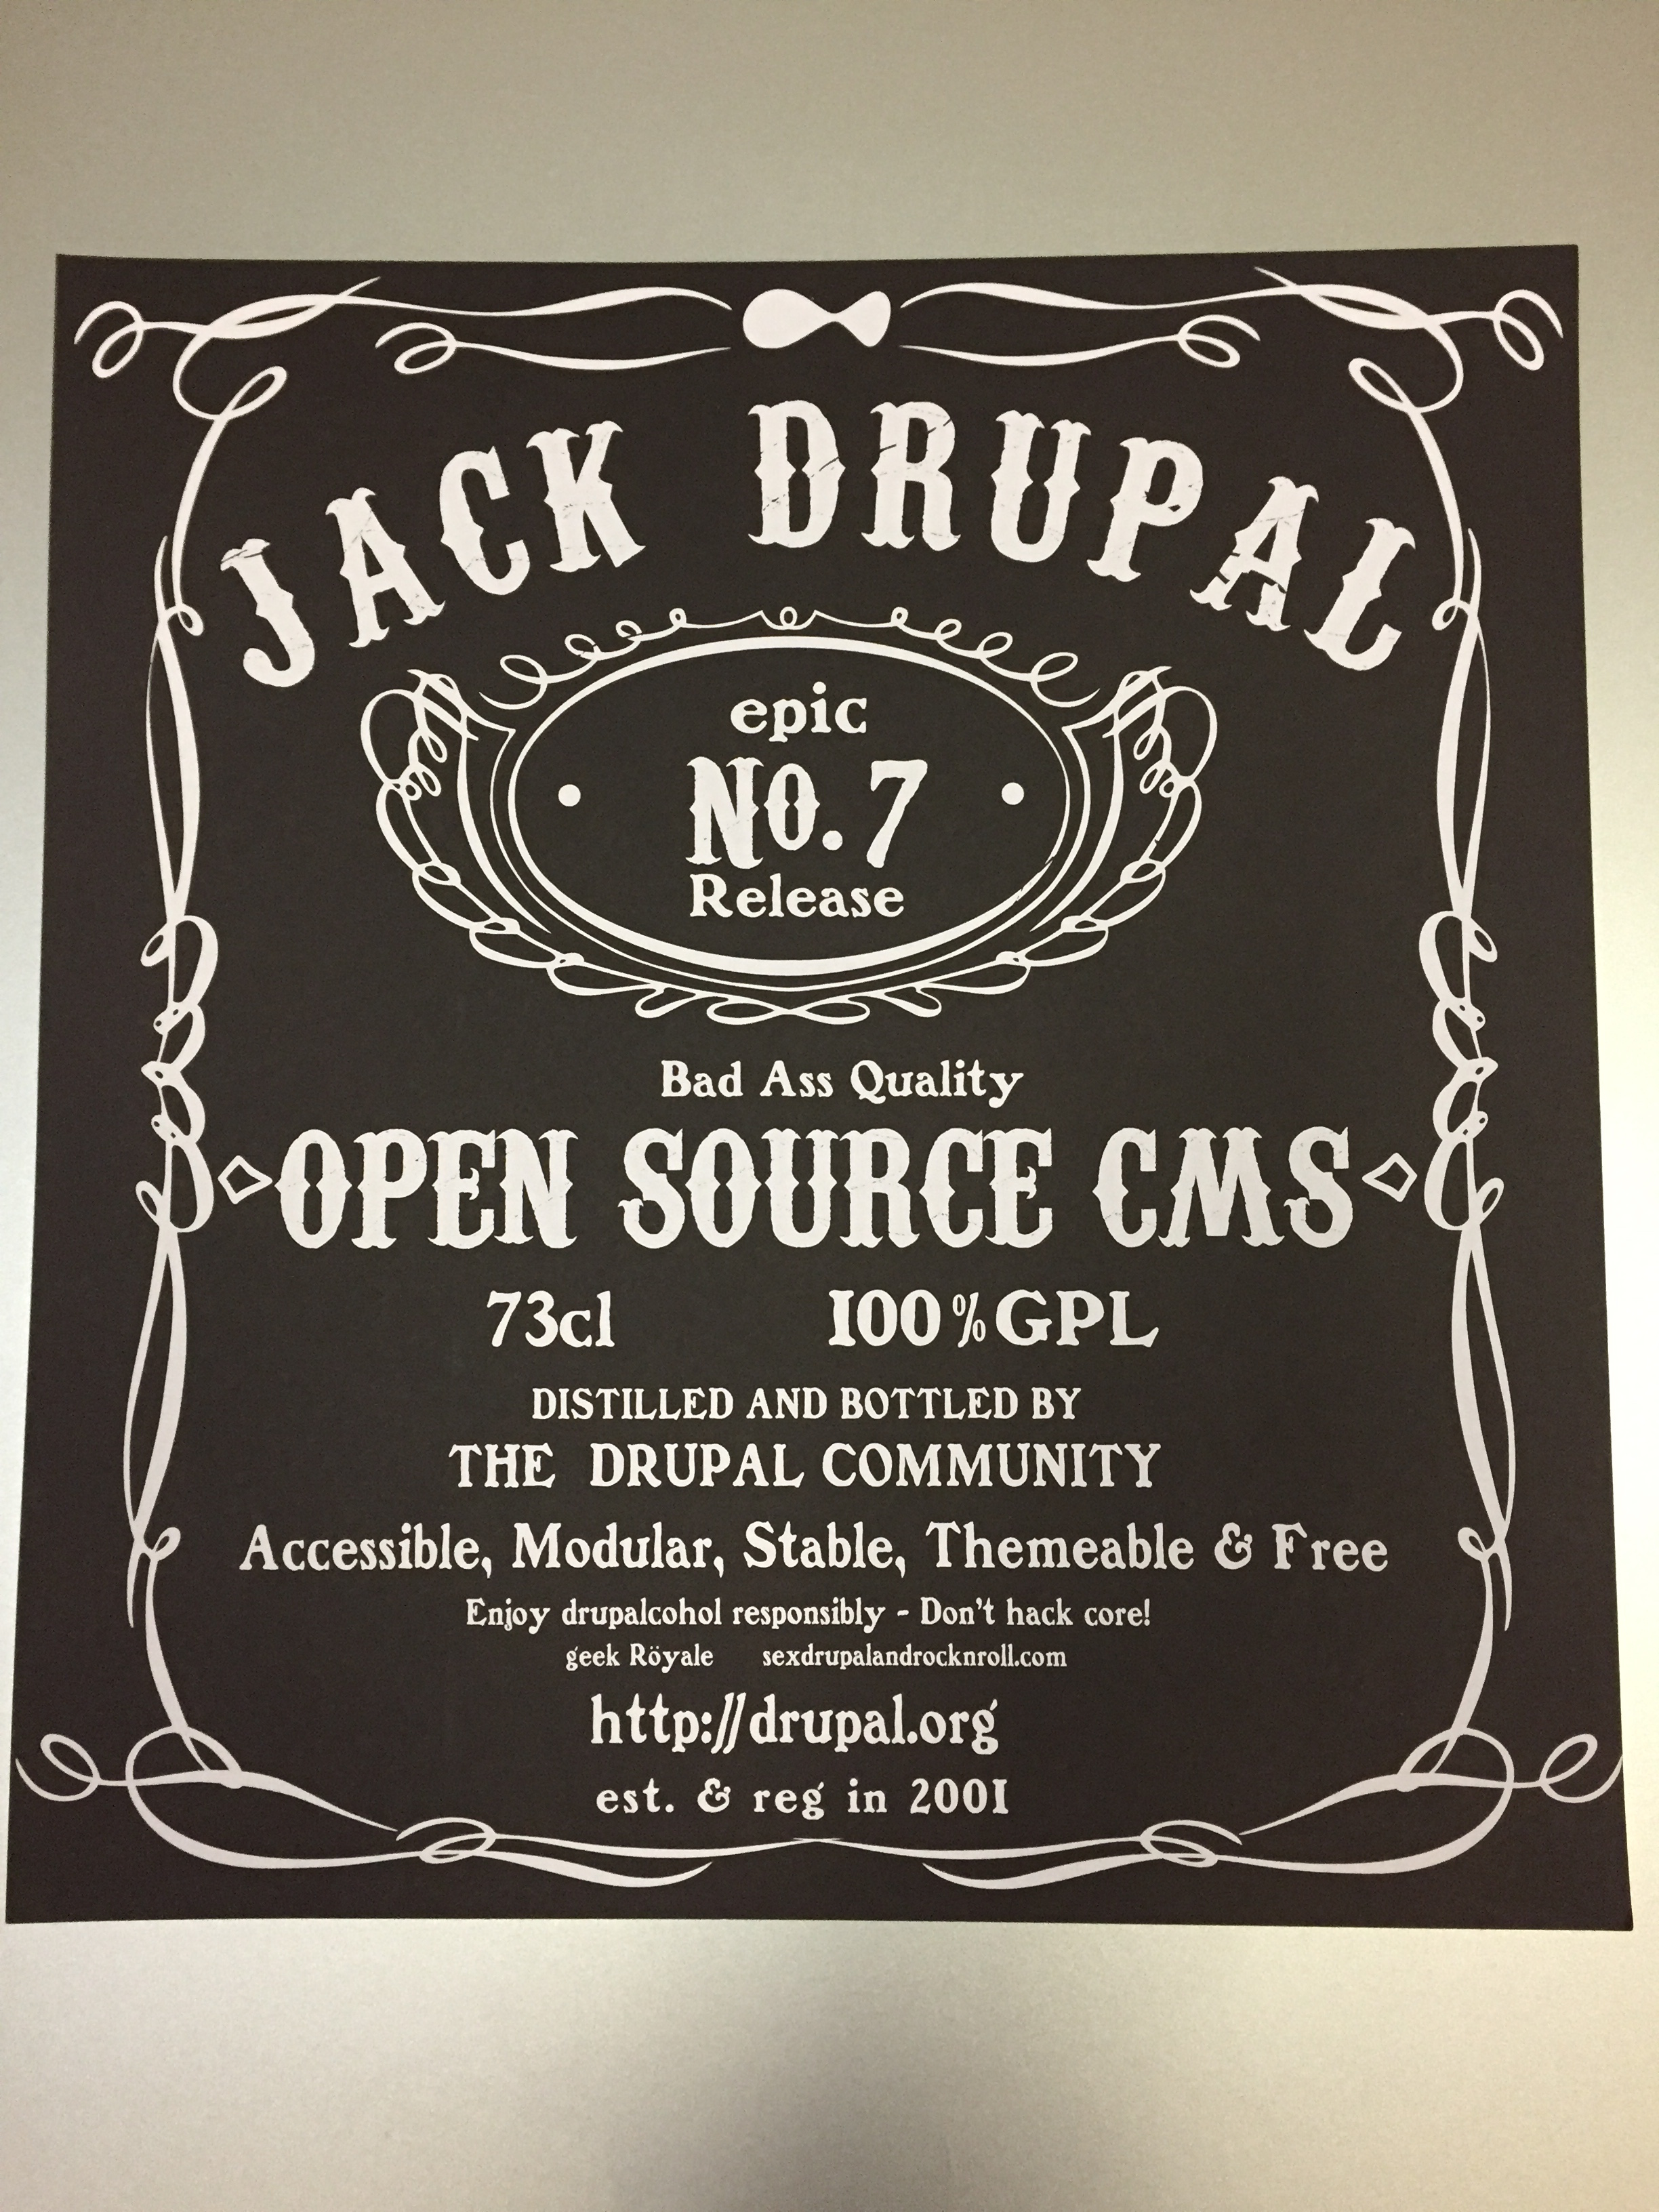 JACK DRUPAL
epic
No. 7
Release
Bad Ass Quality
OPEN SOURCE CMS
73cl 100% GPL
DISTILLED AND BOTTLED BY
THE DRUPAL COMMUNITY
Accessible, Modular, Stable, Themeable & Free
Enjoy drupalcohol responsibly - Don't hack core!
geek Röyale sexdrupalandrocknroll.com
http://drupal.org
est. & reg in 2001